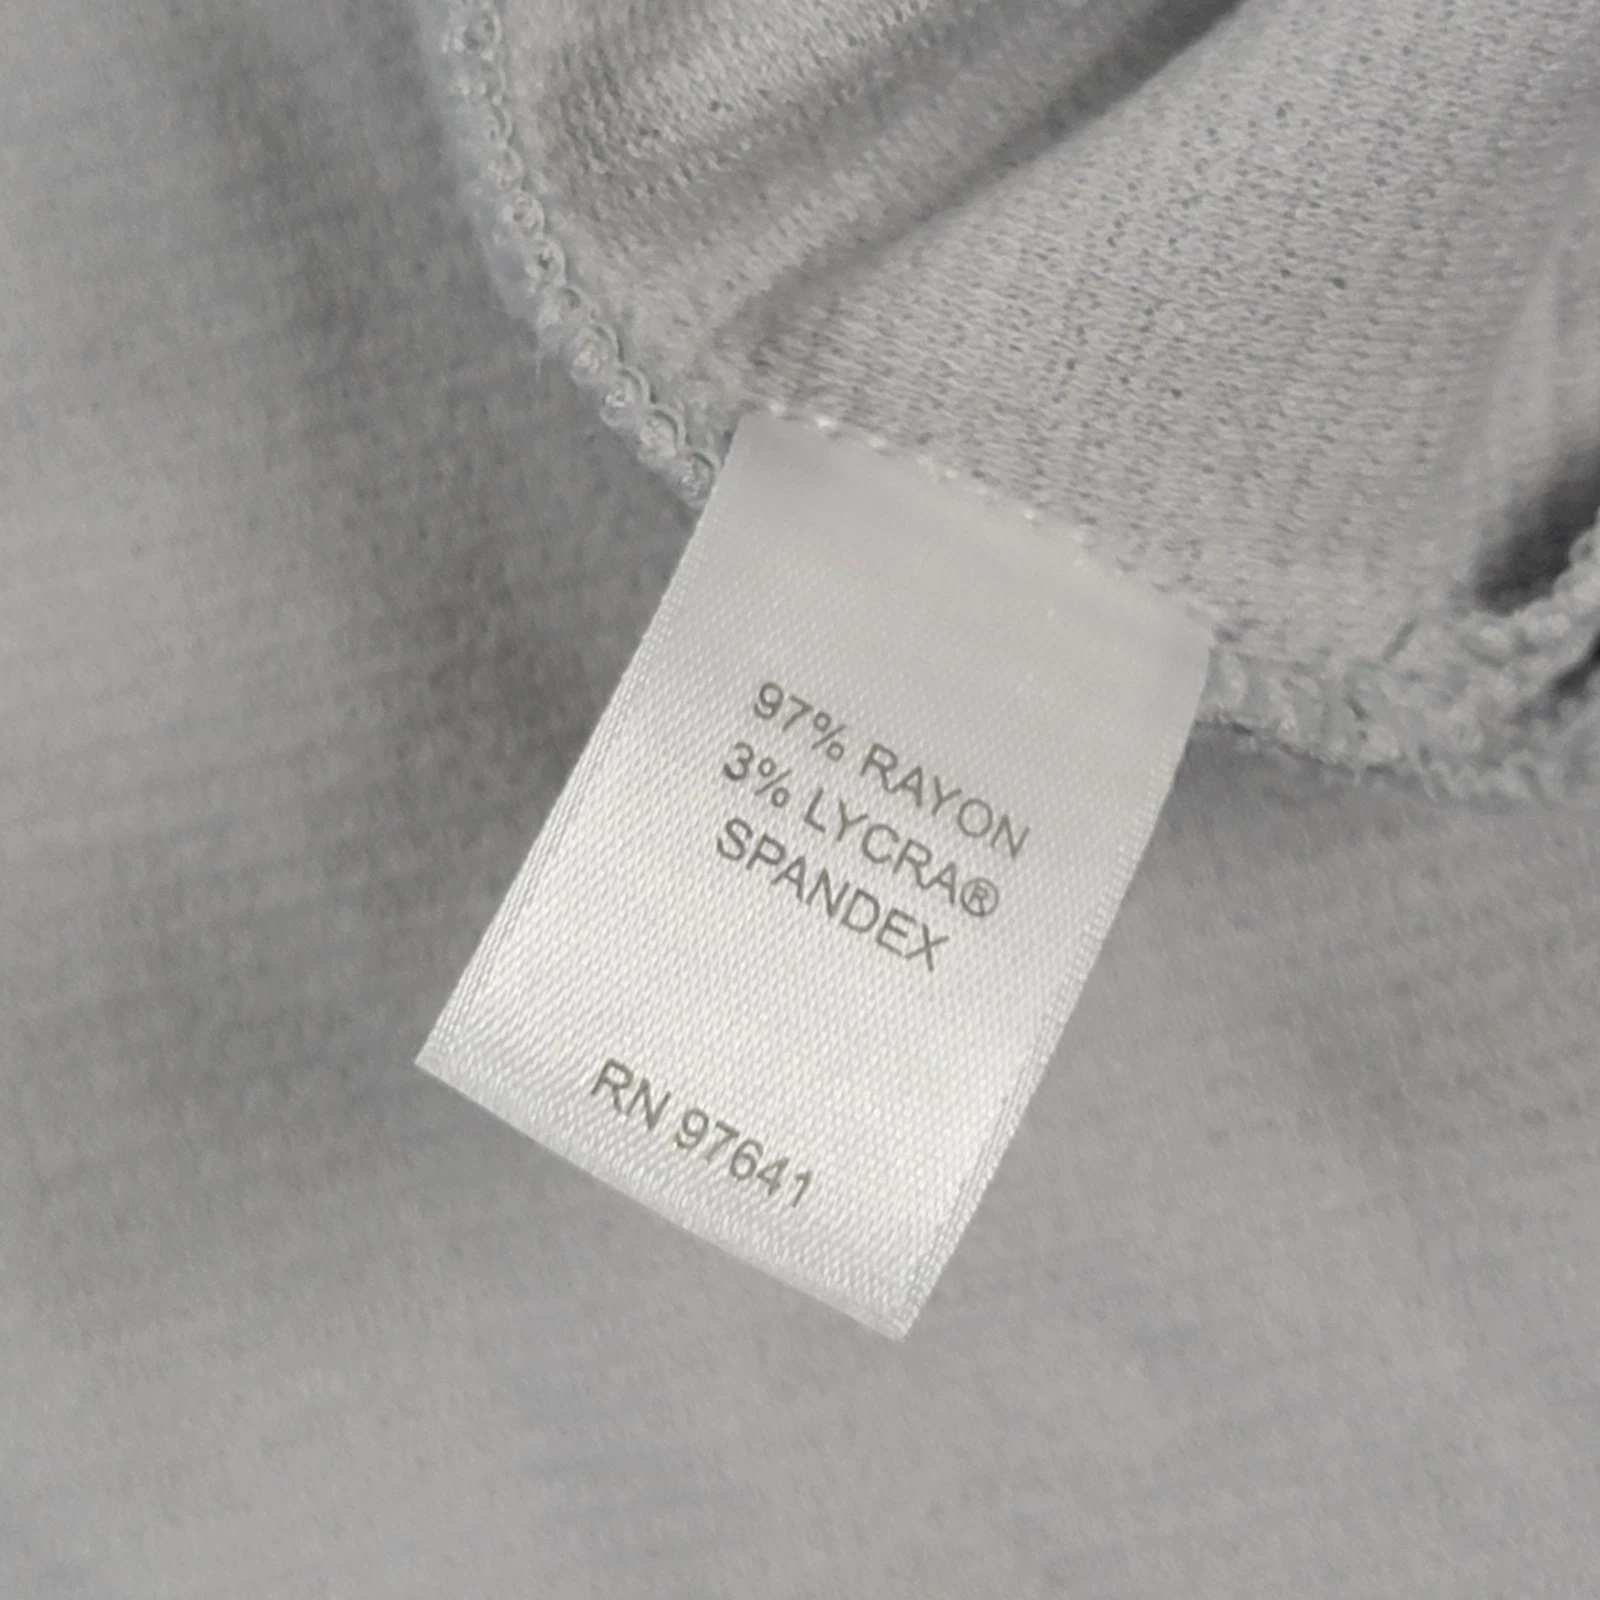 97% RAYON
3% LYCRA®
SPANDEX
RN 97641